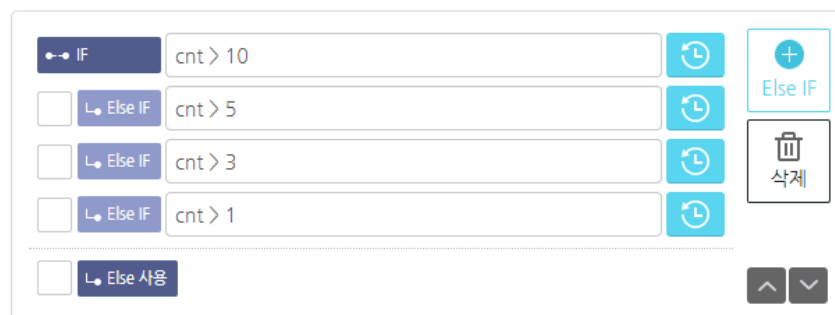 IF cnt > 10
Else IF
Else IF cnt > 5
삭제
Else IF cnt > 3
Else IF cnt > 1
Else 사용